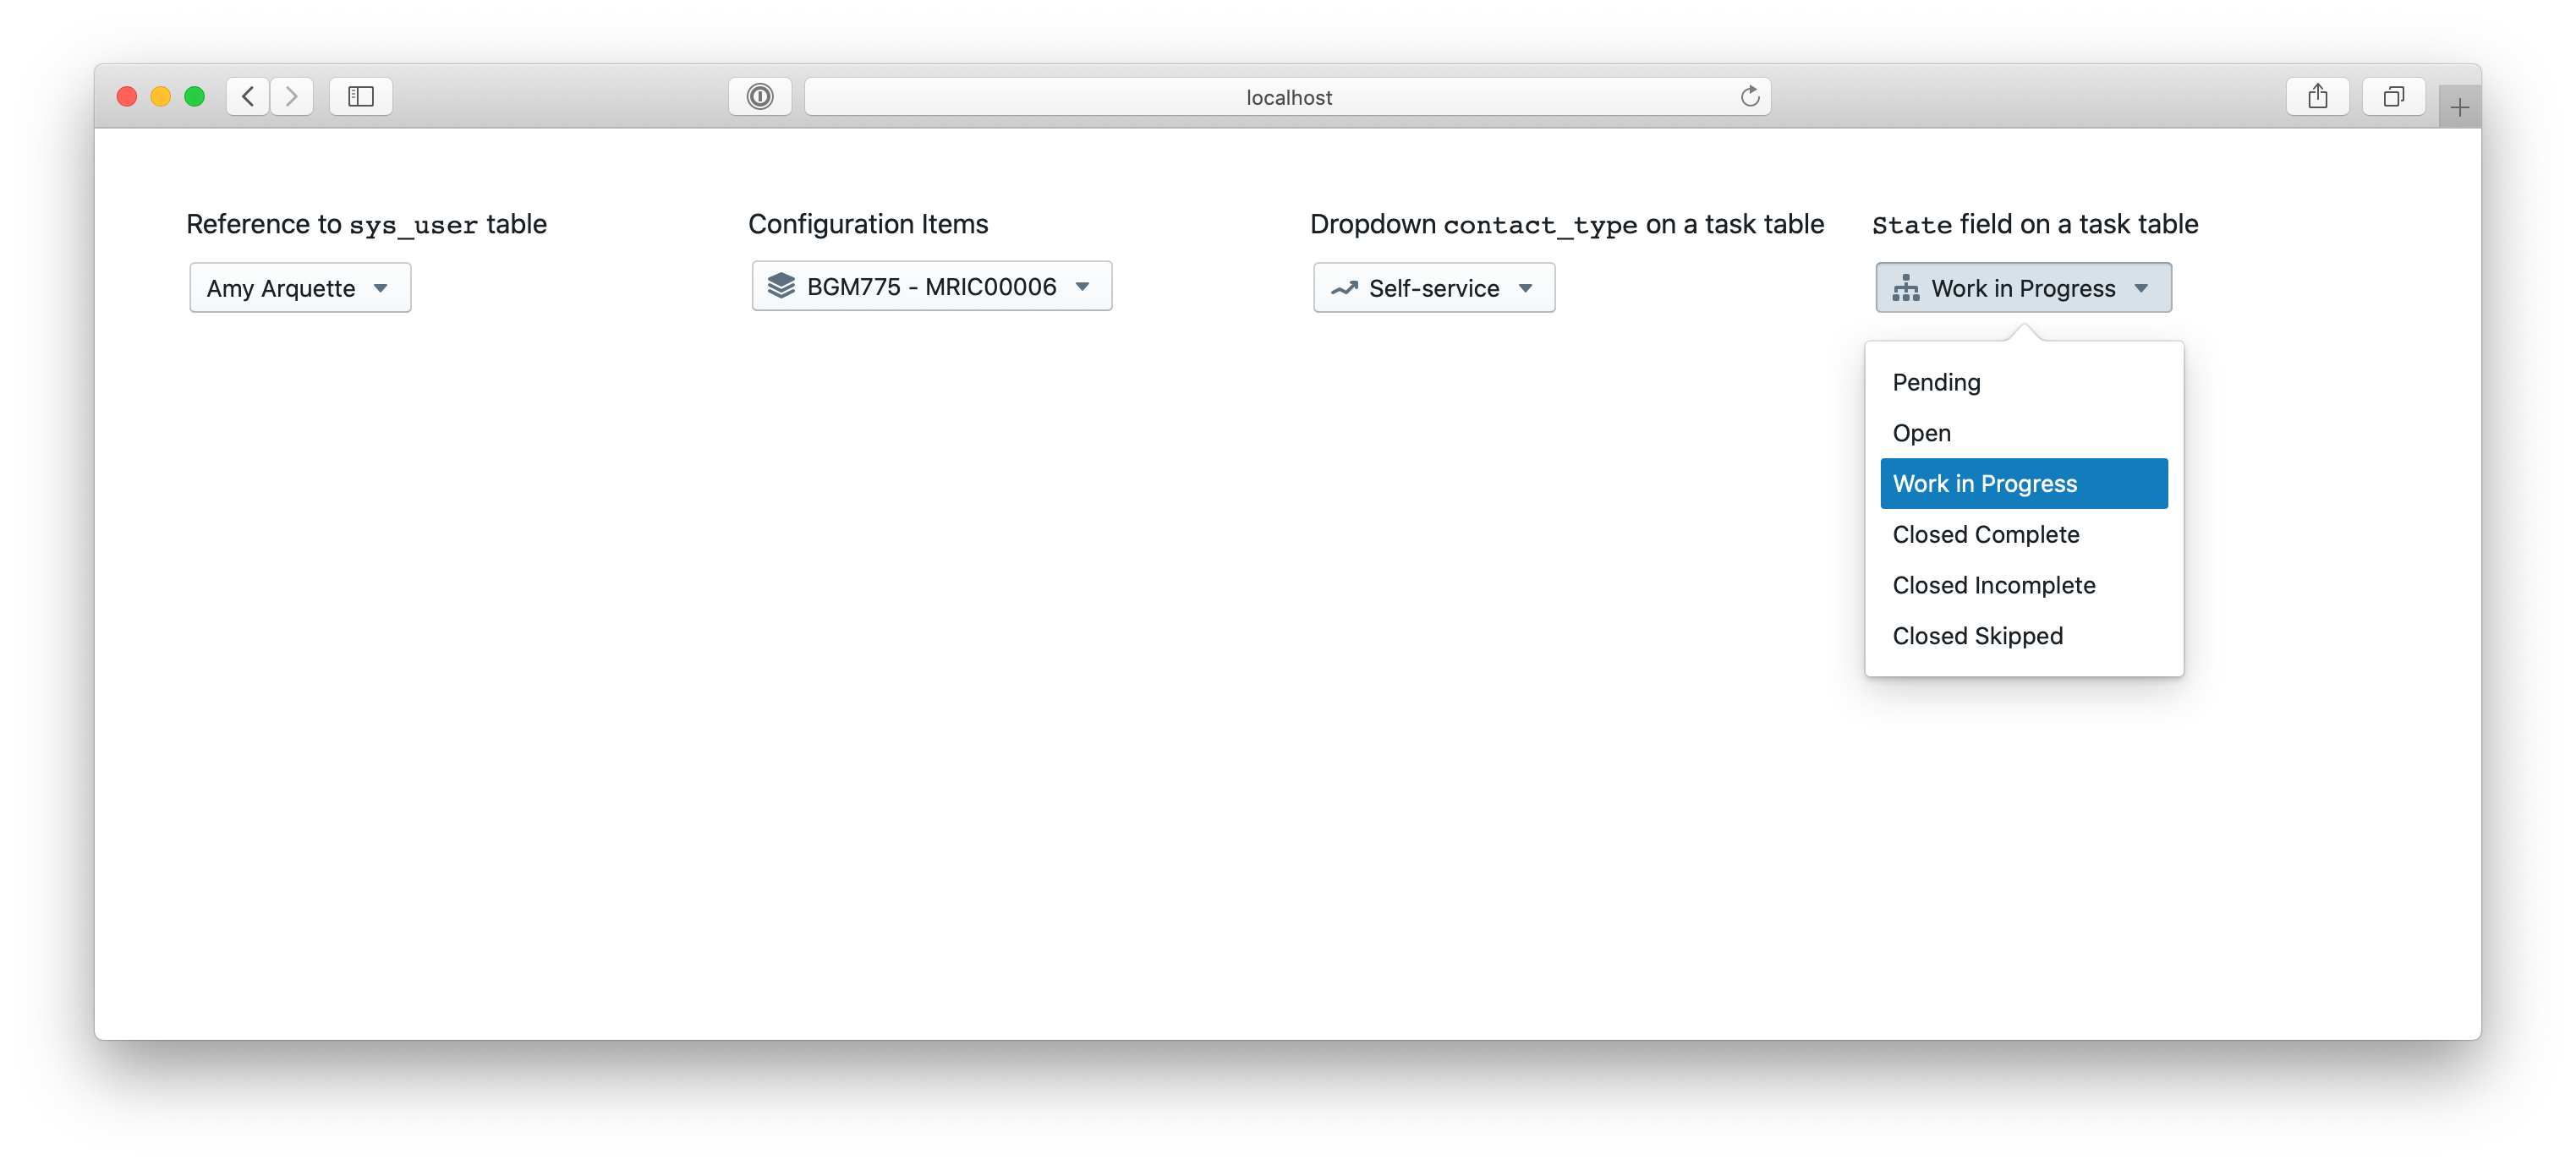 localhost
Reference to sys_user table
Configuration Items
Dropdown contact_type on a task table
State field on a task table
Amy Arquette
BGM775 - MRIC00006
Self-service
Work in Progress
Pending
Open
Work in Progress
Closed Complete
Closed Incomplete
Closed Skipped